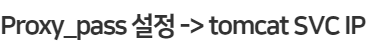 Proxy_pass 설정 -> tomcat SVC IP